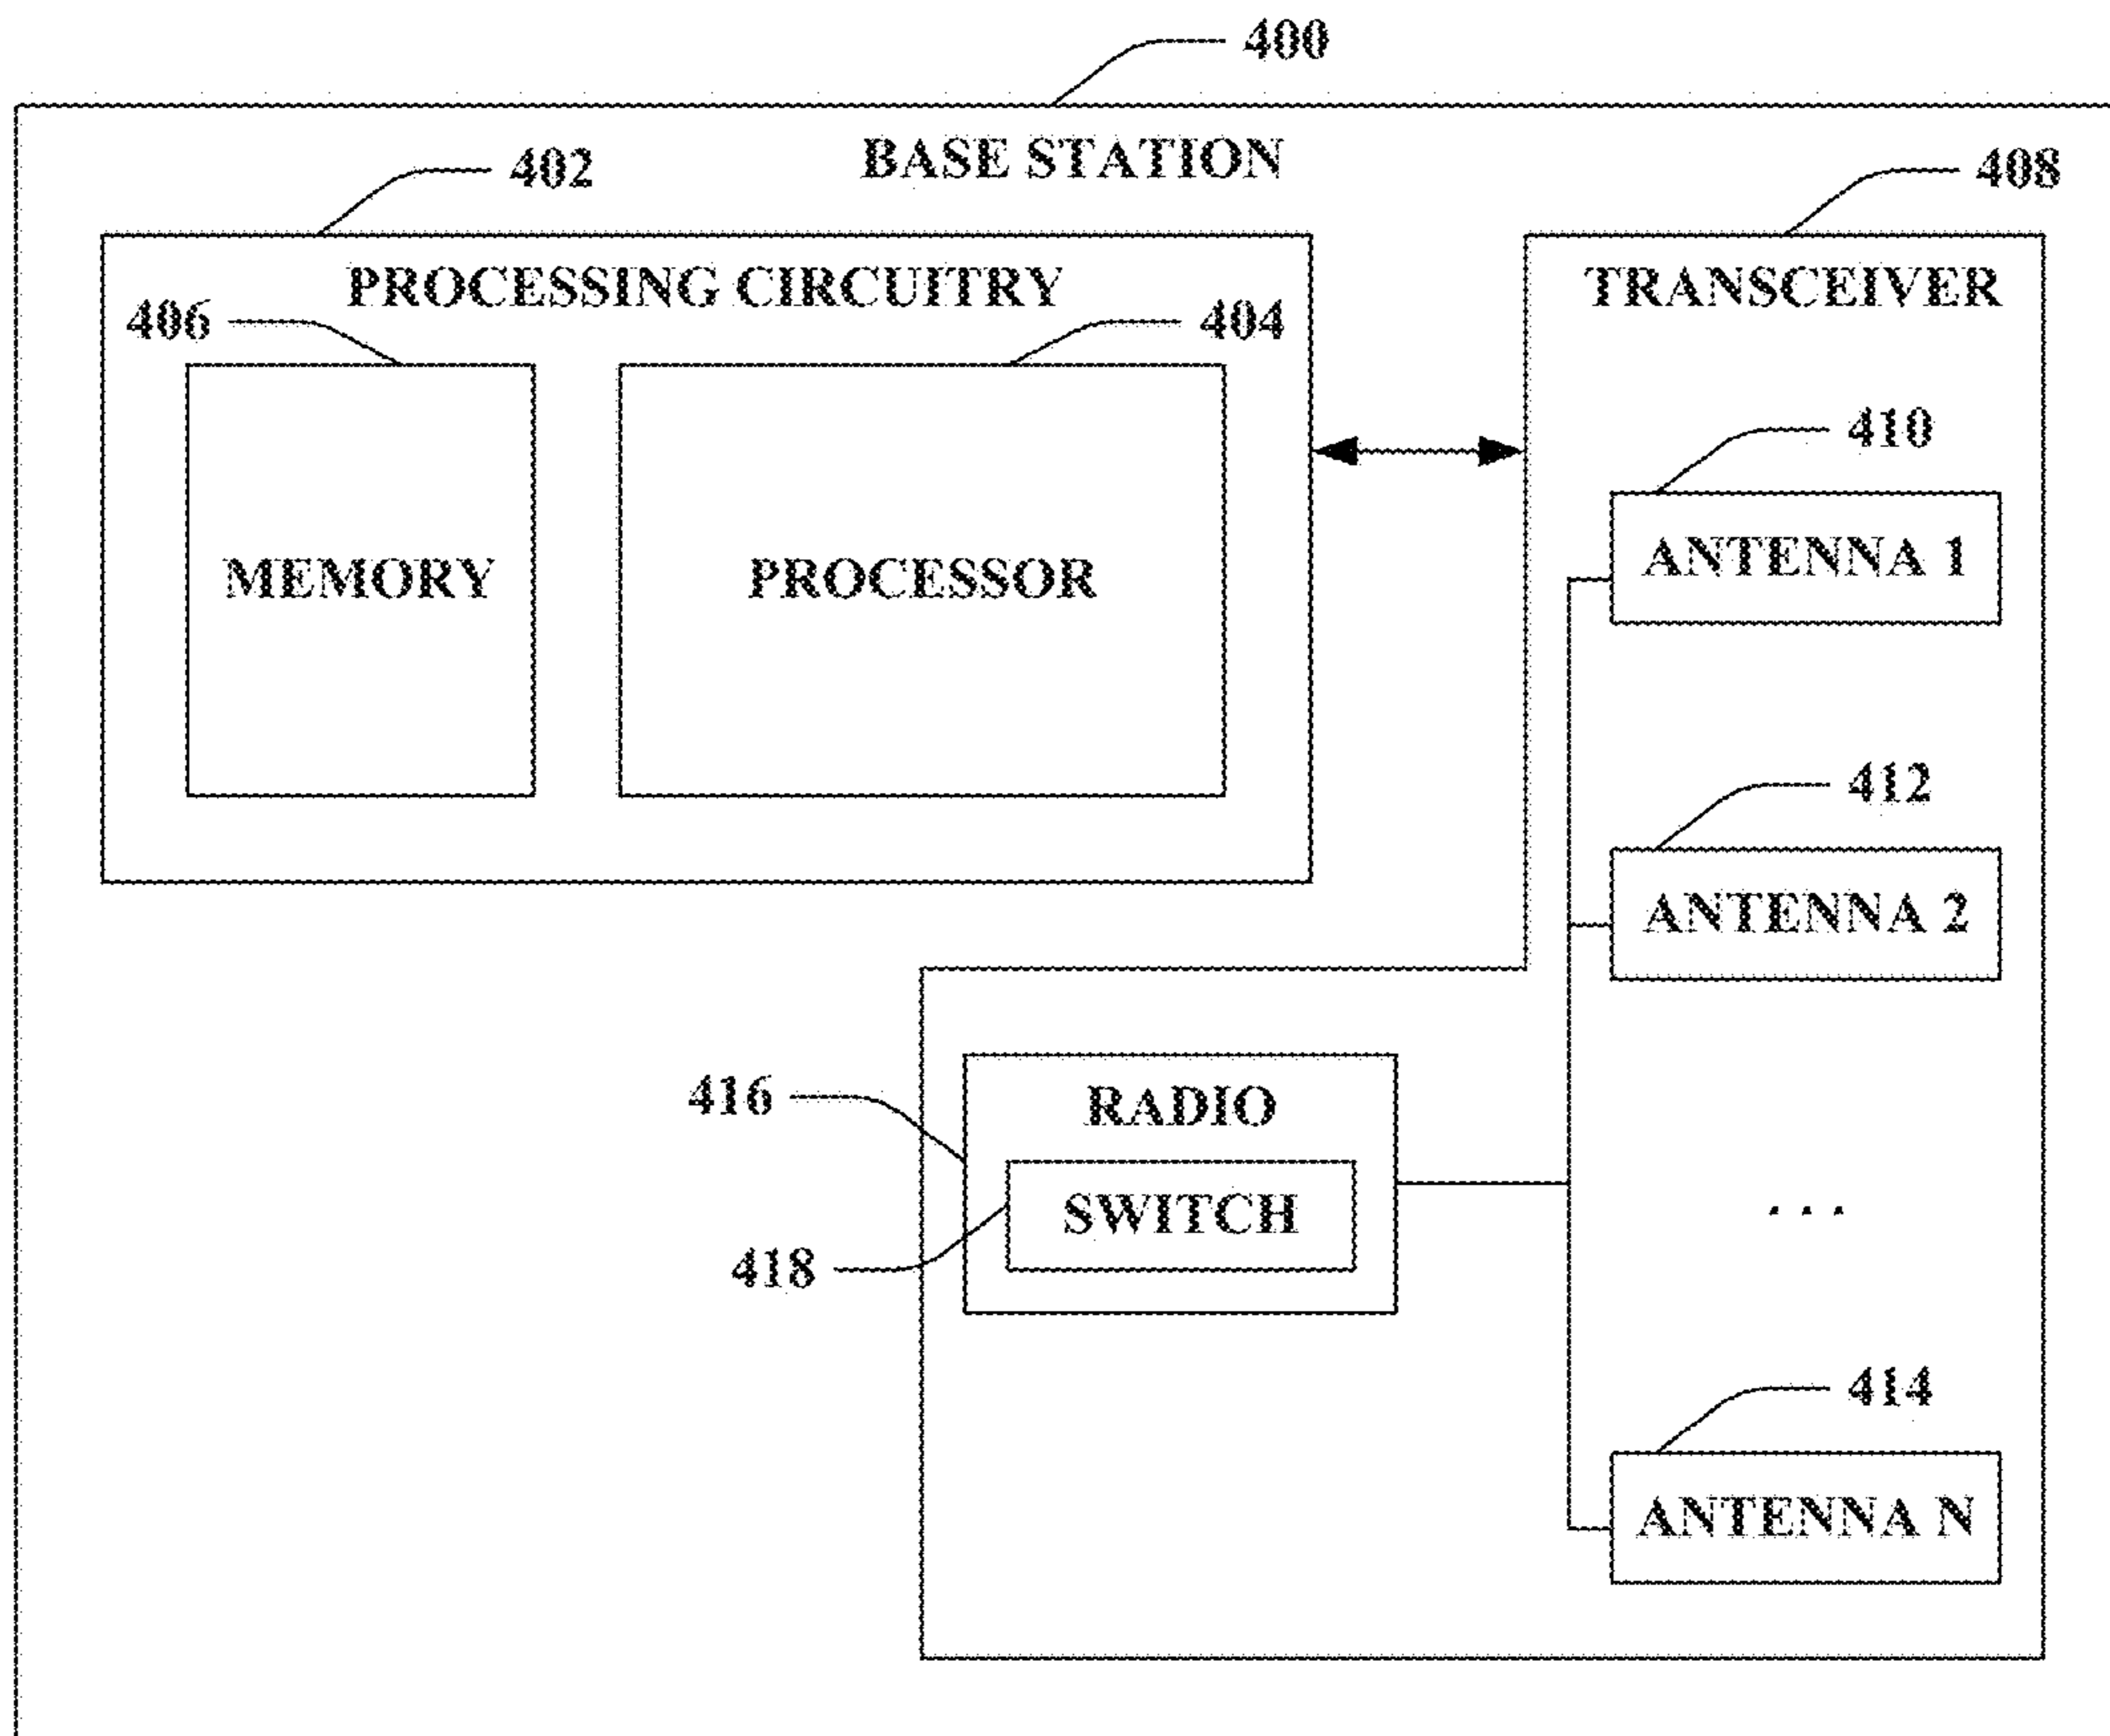 400
BASE STATION
402
408
PROCESSING CIRCUITRY
TRANSCEIVER
406
404
410
ANTENNA 1
MEMORY
PROCESSOR
412
ANTENNA 2
416
RADIO
SWITCH
...
418
414
ANTENNA N